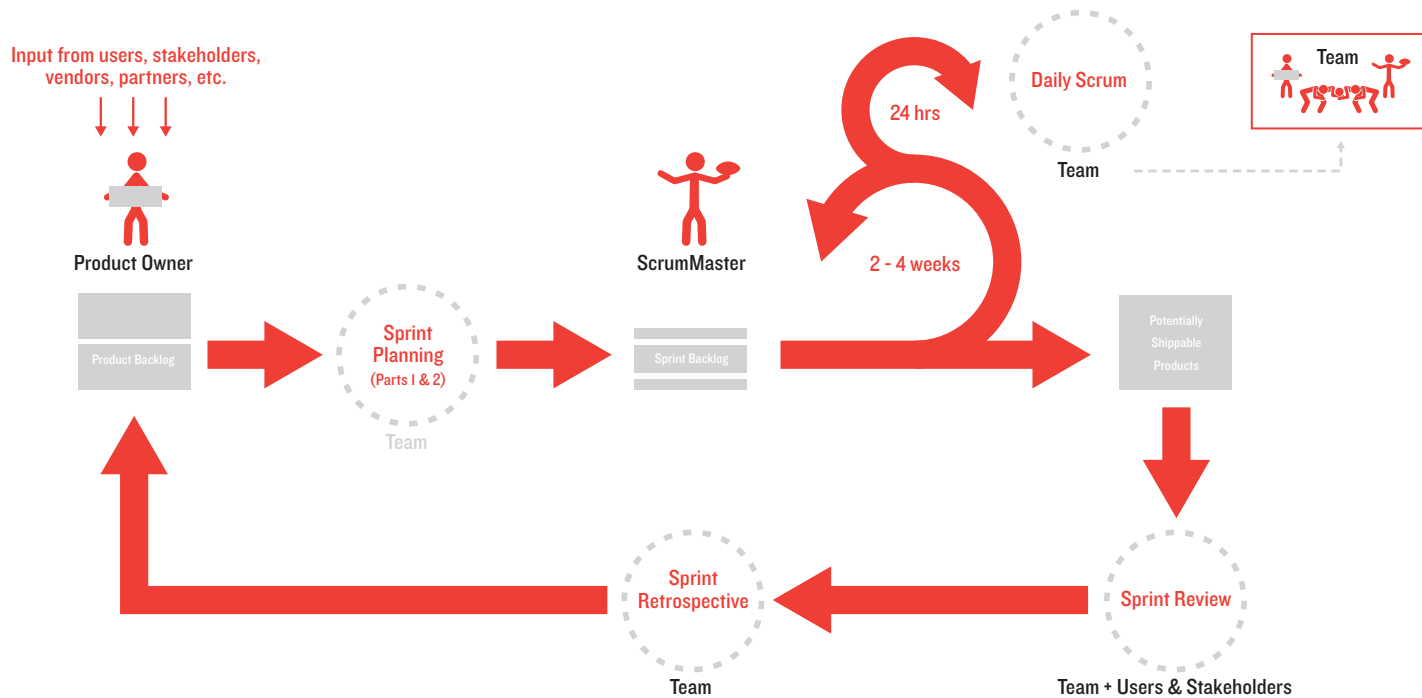 Input from users, stakeholders,
vendors, partners, etc.
Product Owner
Product Backlog
Sprint
Planning
(Parts 1 & 2)
Team
ScrumMaster
Sprint Backlog
24 hrs
2 - 4 weeks
Daily Scrum
Team
Team
Potentially
Shippable
Products
Sprint Review
Team + Users & Stakeholders
Sprint
Retrospective
Team